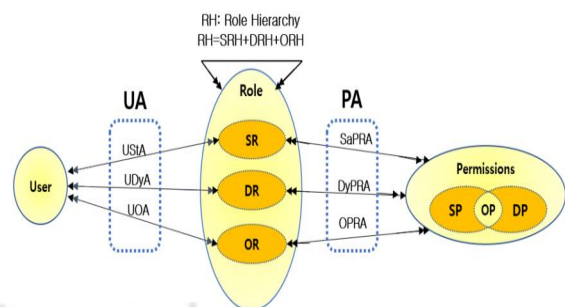 RH: Role Hierarchy
RH=SRH+DRH+ORH
UA
Role
PA
UStA
SR
SaPRA
User
UDyA
DR
DyPRA
Permissions
SP
OP
DP
UOA
OR
OPRA